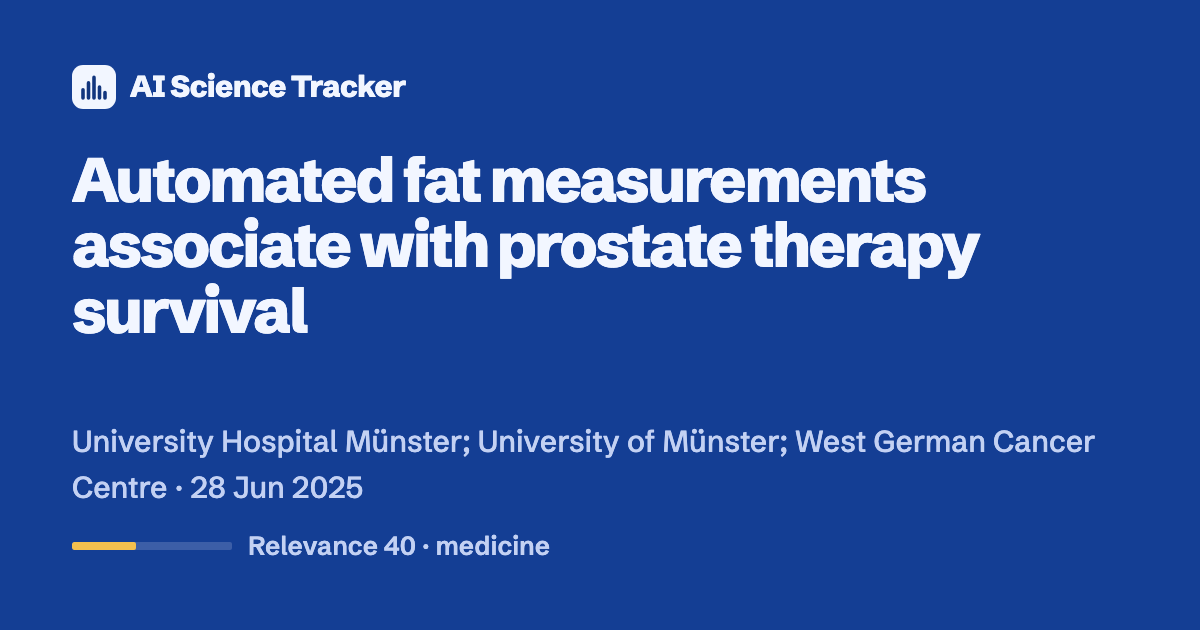 AI Science Tracker
Automated fat measurements
associate with prostate therapy
survival
University Hospital Münster; University of Münster; West German Cancer
Centre · 28 Jun 2025
Relevance 40 · medicine